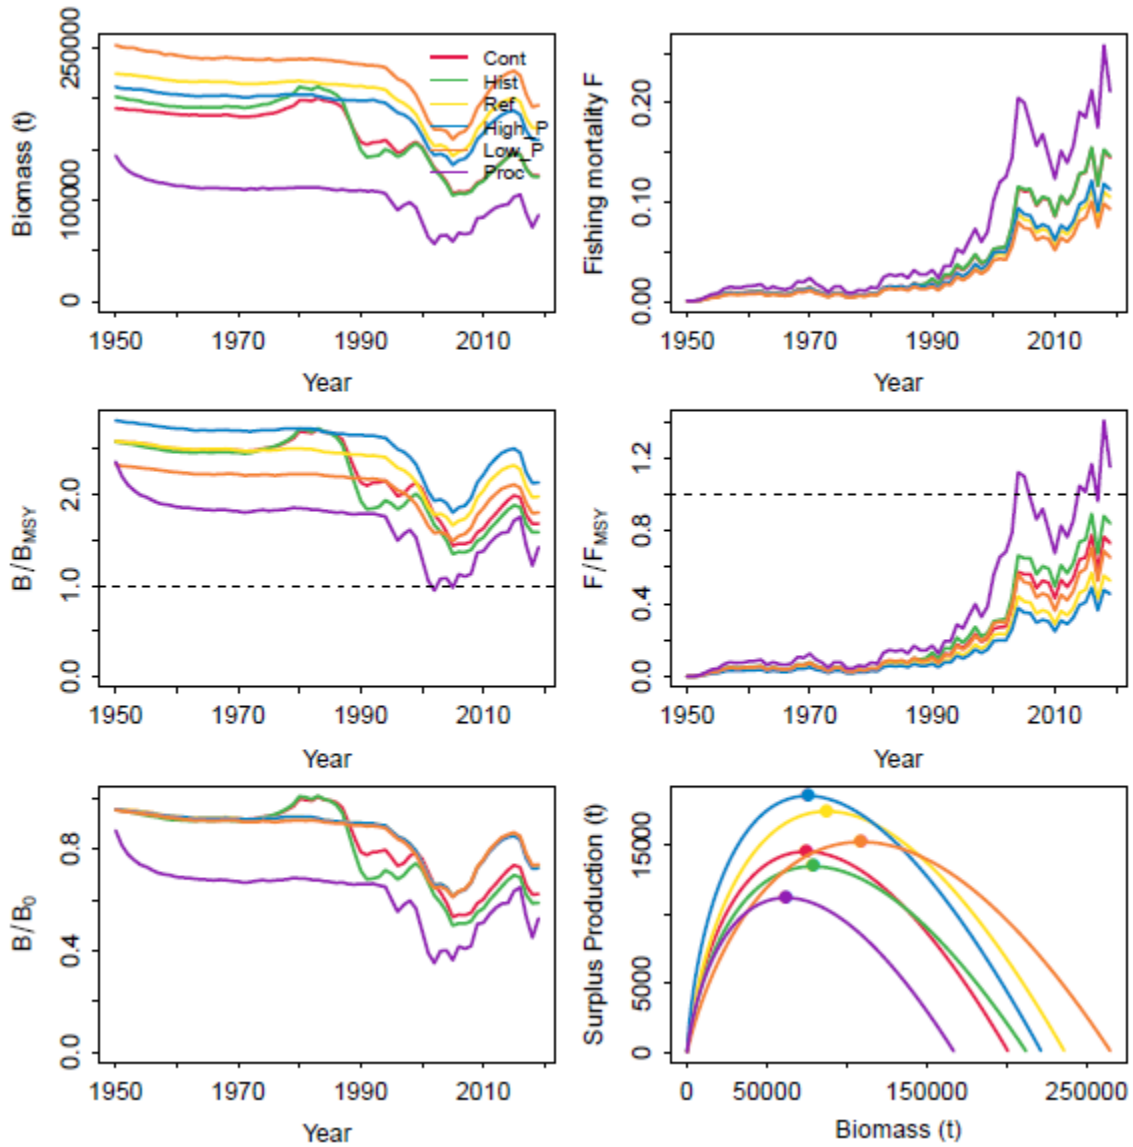 Biomass (t)
250000
100000
0
Cont
Hist
Ref
High_P
Low_P
Proc
1950 1970 1990 2010
Year
Fishing mortality F
0.20
0.10
0.00
1950 1970 1990 2010
Year
B/B_MSY
2.0
1.0
0.0
1950 1970 1990 2010
Year
F/F_MSY
1.2
0.8
0.4
0.0
1950 1970 1990 2010
Year
B/B₀
0.8
0.4
0.0
1950 1970 1990 2010
Year
Surplus Production (t)
15000
5000
0
0 50000 150000 250000
Biomass (t)